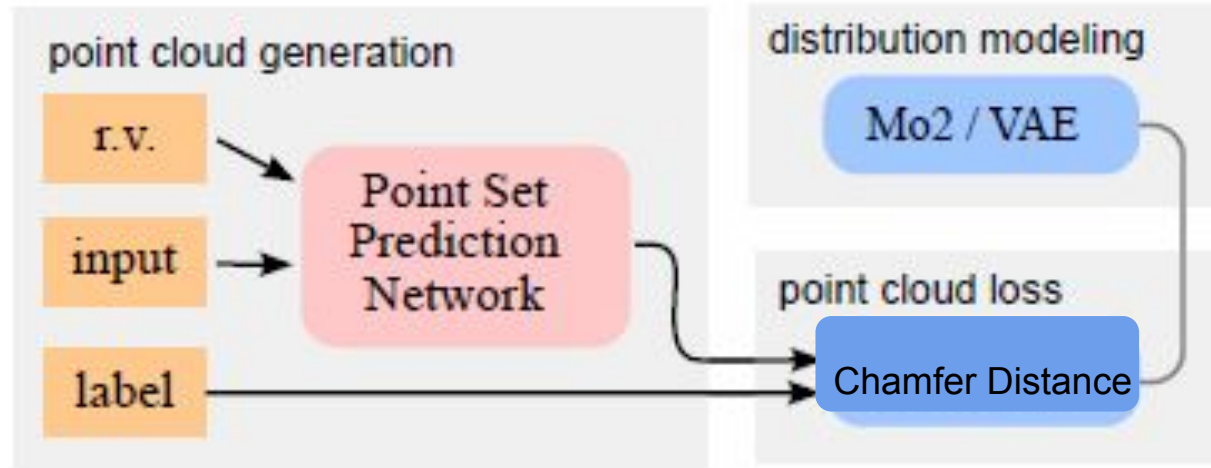 point cloud generation
r.v.
input
label
Point Set
Prediction
Network
distribution modeling
Mo2 / VAE
point cloud loss
Chamfer Distance